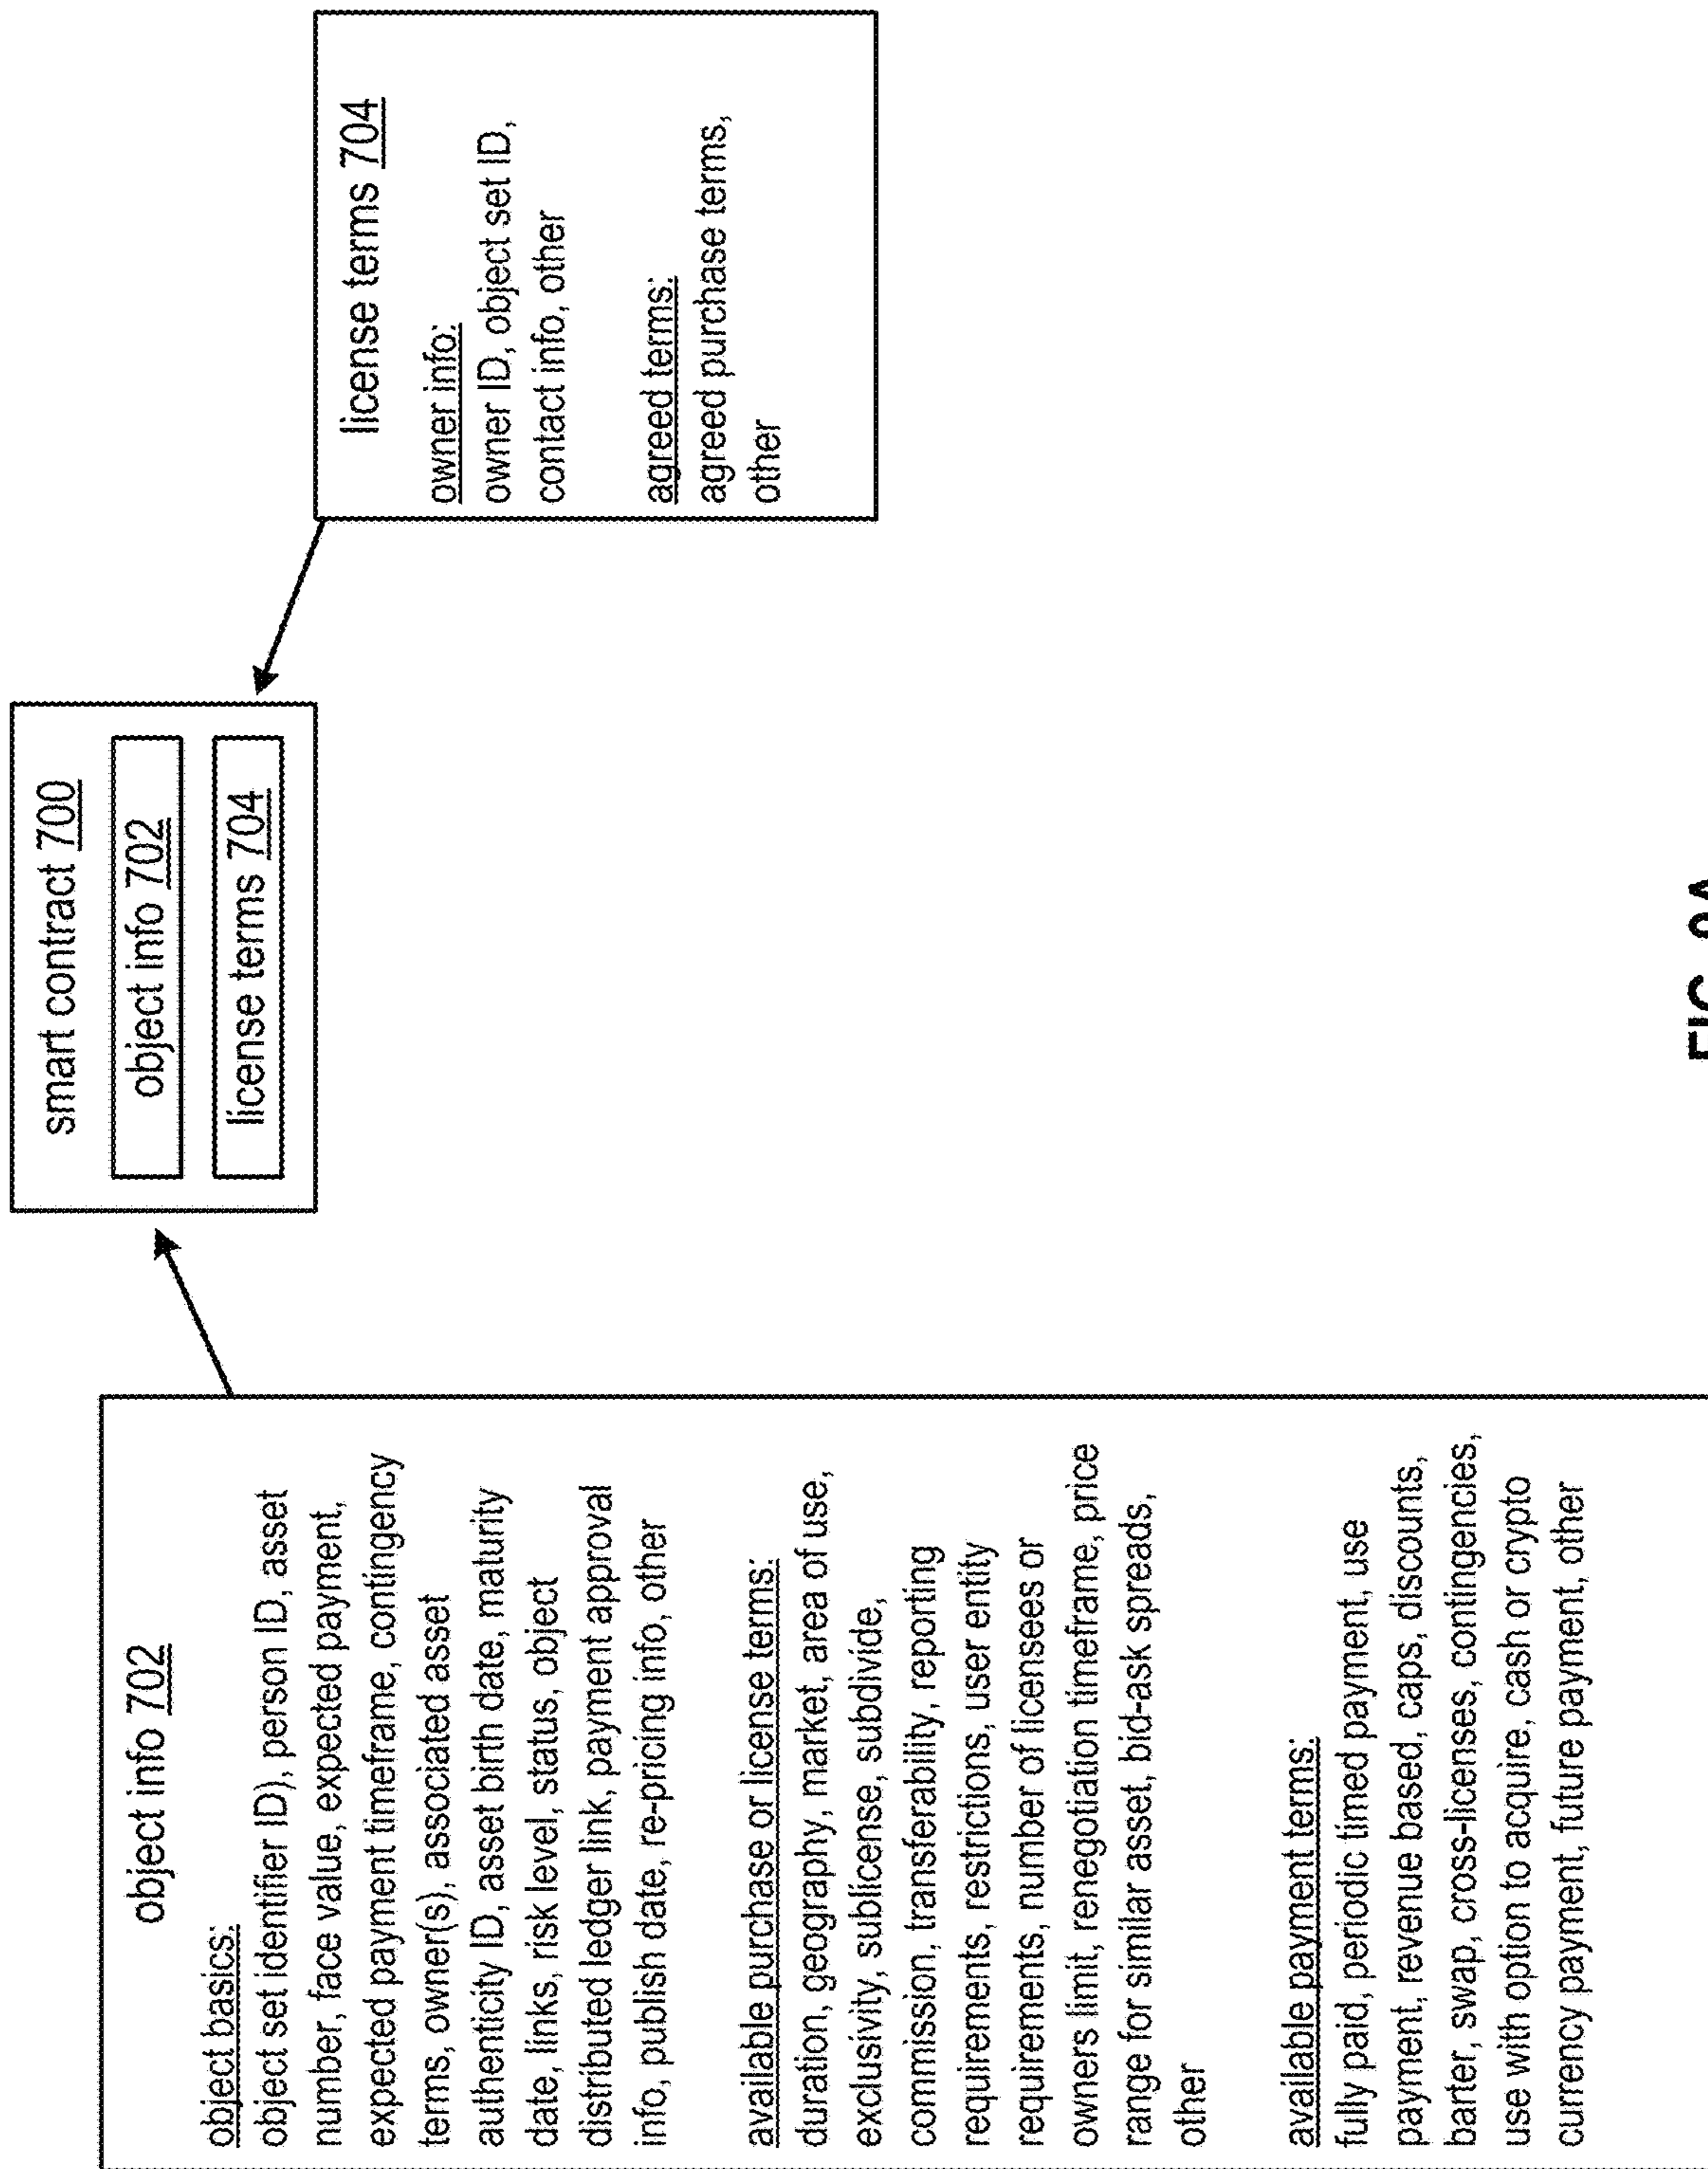 object info 702
object basics:
object set identifier ID), person ID, asset
number, face value, expected payment,
expected payment timeframe, contingency
terms, owner(s), associated asset
authenticity ID, asset birth date, maturity
date, links, risk level, status, object
distributed ledger link, payment approval
info, publish date, re-pricing info, other
available purchase or license terms:
duration, geography, market, area of use,
exclusivity, sublicense, subdivide,
commission, transferability, reporting
requirements, restrictions, user entity
requirements, number of licensees or
owners limit, renegotiation timeframe, price
range for similar asset, bid-ask spreads,
other
available payment terms:
fully paid, periodic timed payment, use
payment, revenue based, caps, discounts,
barter, swap, cross-licenses, contingencies,
use with option to acquire, cash or crypto
currency payment, future payment, other
smart contract 700
object info 702
license terms 704
license terms 704
owner info:
owner ID, object set ID,
contact info, other
agreed terms:
agreed purchase terms,
other